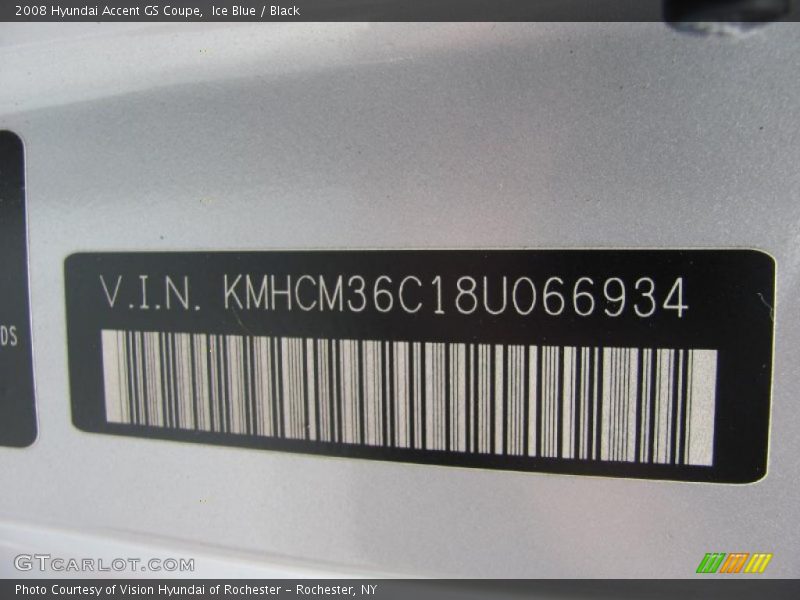 2008 Hyundai Accent GS Coupe,  Ice Blue / Black
V.I.N. KMHCM36C18U066934
DS
GTCARLOT.COM
Photo Courtesy of Vision Hyundai of Rochester - Rochester, NY